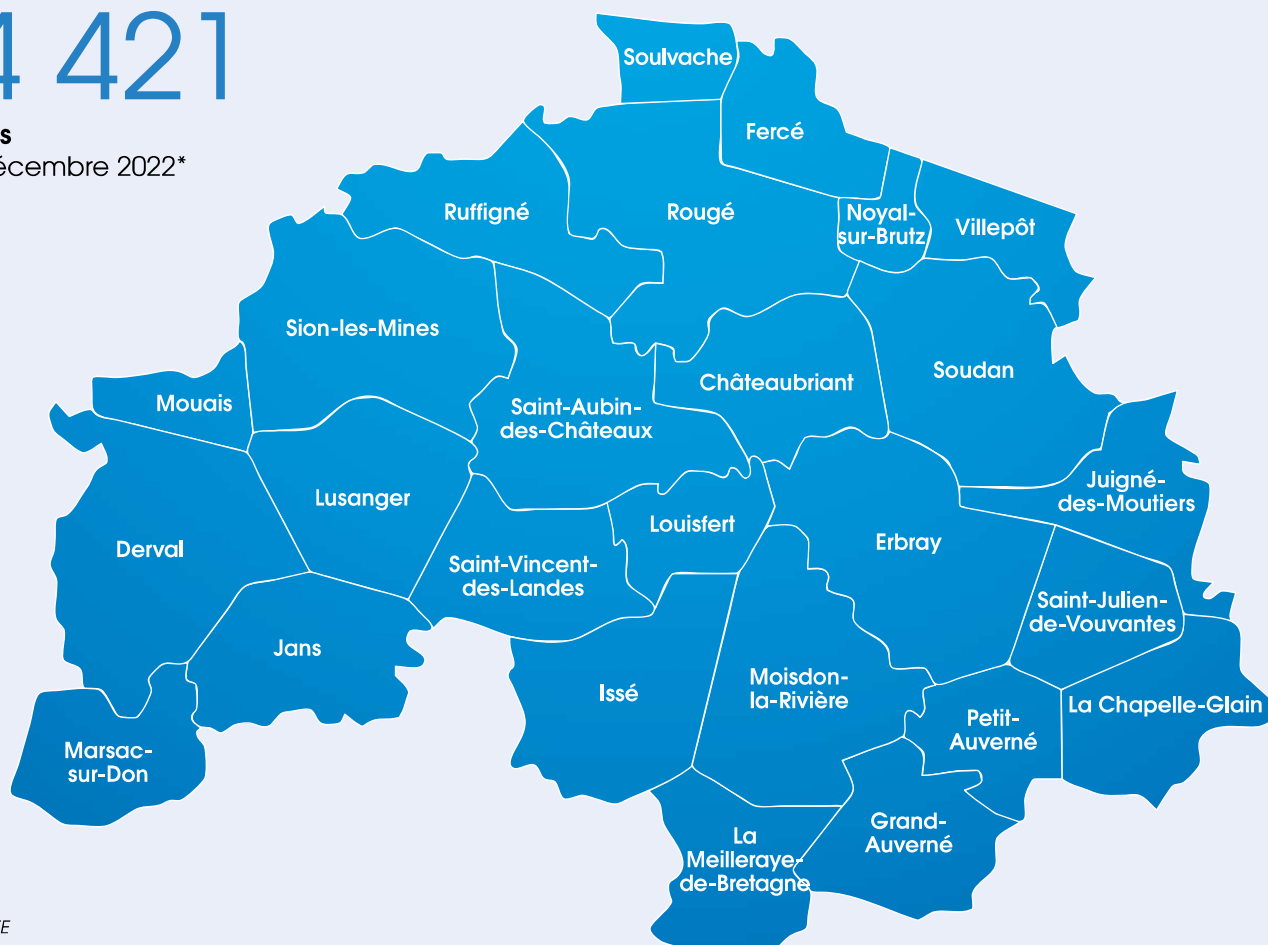 4 421
s
écembre 2022*
Soulvache
Fercé
Ruffigné
Rougé
Noyal-
sur-Brutz
Villepôt
Sion-les-Mines
Soudan
Châteaubriant
Mouais
Saint-Aubin-
des-Châteaux
Juigné-
des-Moutiers
Lusanger
Louisfert
Erbray
Derval
Saint-Vincent-
des-Landes
Saint-Julien-
de-Vouvantes
Jans
Issé
Moisdon-
la-Rivière
La Chapelle-Glain
Petit-
Auverné
Marsac-
sur-Don
Grand-
Auverné
La
Meilleraye-
de-Bretagne